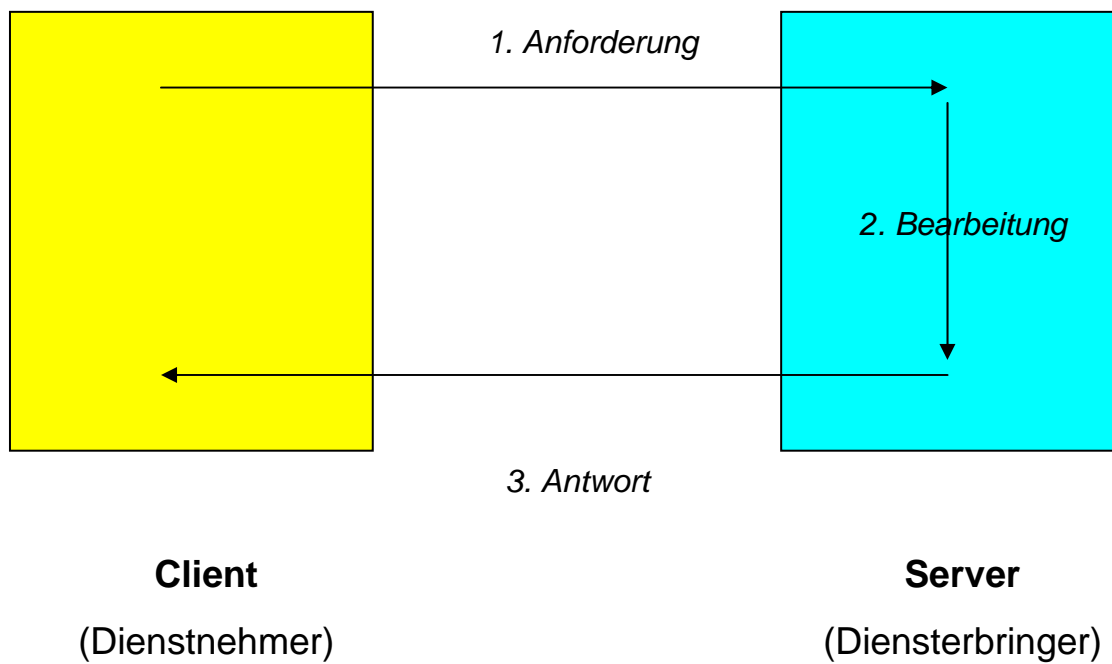 1. Anforderung
2. Bearbeitung
3. Antwort
Client
(Dienstnehmer)
Server
(Diensterbringer)